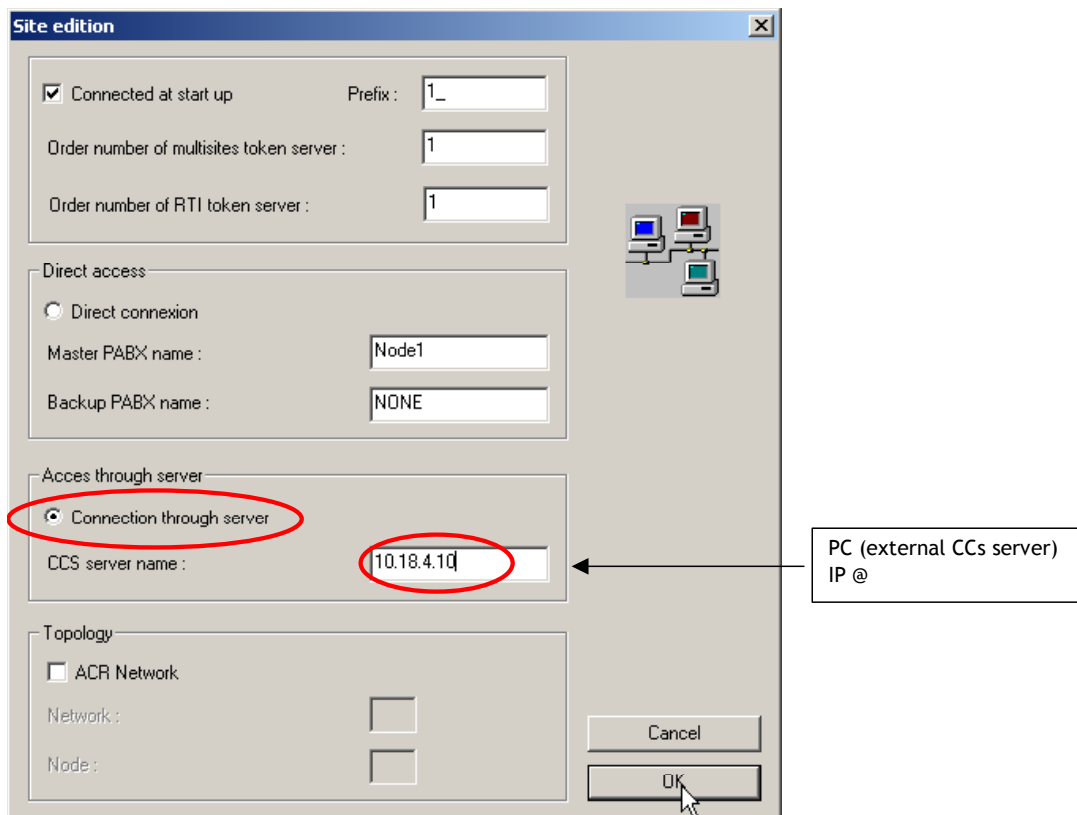 Site edition
Connected at start up Prefix : 1_
Order number of multisites token server : 1
Order number of RTI token server : 1
Direct access
Direct connexion
Master PABX name : Node1
Backup PABX name : NONE
Acces through server
Connection through server
CCS server name : 10.18.4.10
PC (external CCs server)
IP @
Topology
ACR Network
Network :
Node :
Cancel
OK